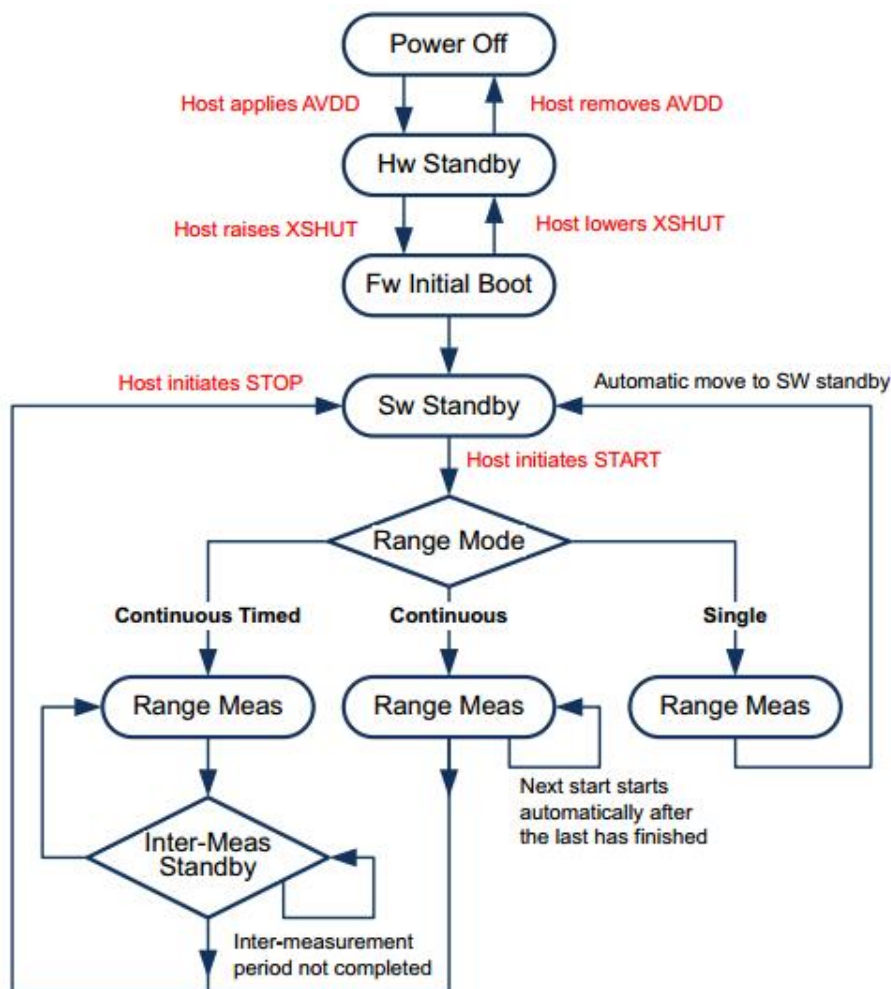 Power Off
Host applies AVDD
Host removes AVDD
Hw Standby
Host raises XSHUT
Host lowers XSHUT
Fw Initial Boot
Host initiates STOP
Automatic move to SW standby
Sw Standby
Host initiates START
Range Mode
Continuous Timed
Continuous
Single
Range Meas
Range Meas
Range Meas
Next start starts
automatically after
the last has finished
Inter-Meas
Standby
Inter-measurement
period not completed